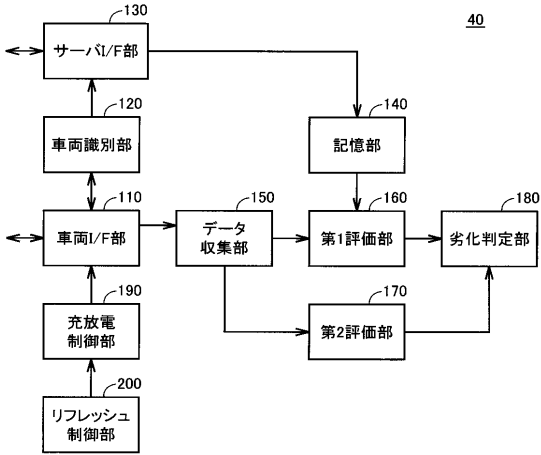 40
130
サーバI/F部
120
車両識別部
140
記憶部
110
車両I/F部
150
データ
収集部
160
第1評価部
180
劣化判定部
190
充放電
制御部
170
第2評価部
200
リフレッシュ
制御部